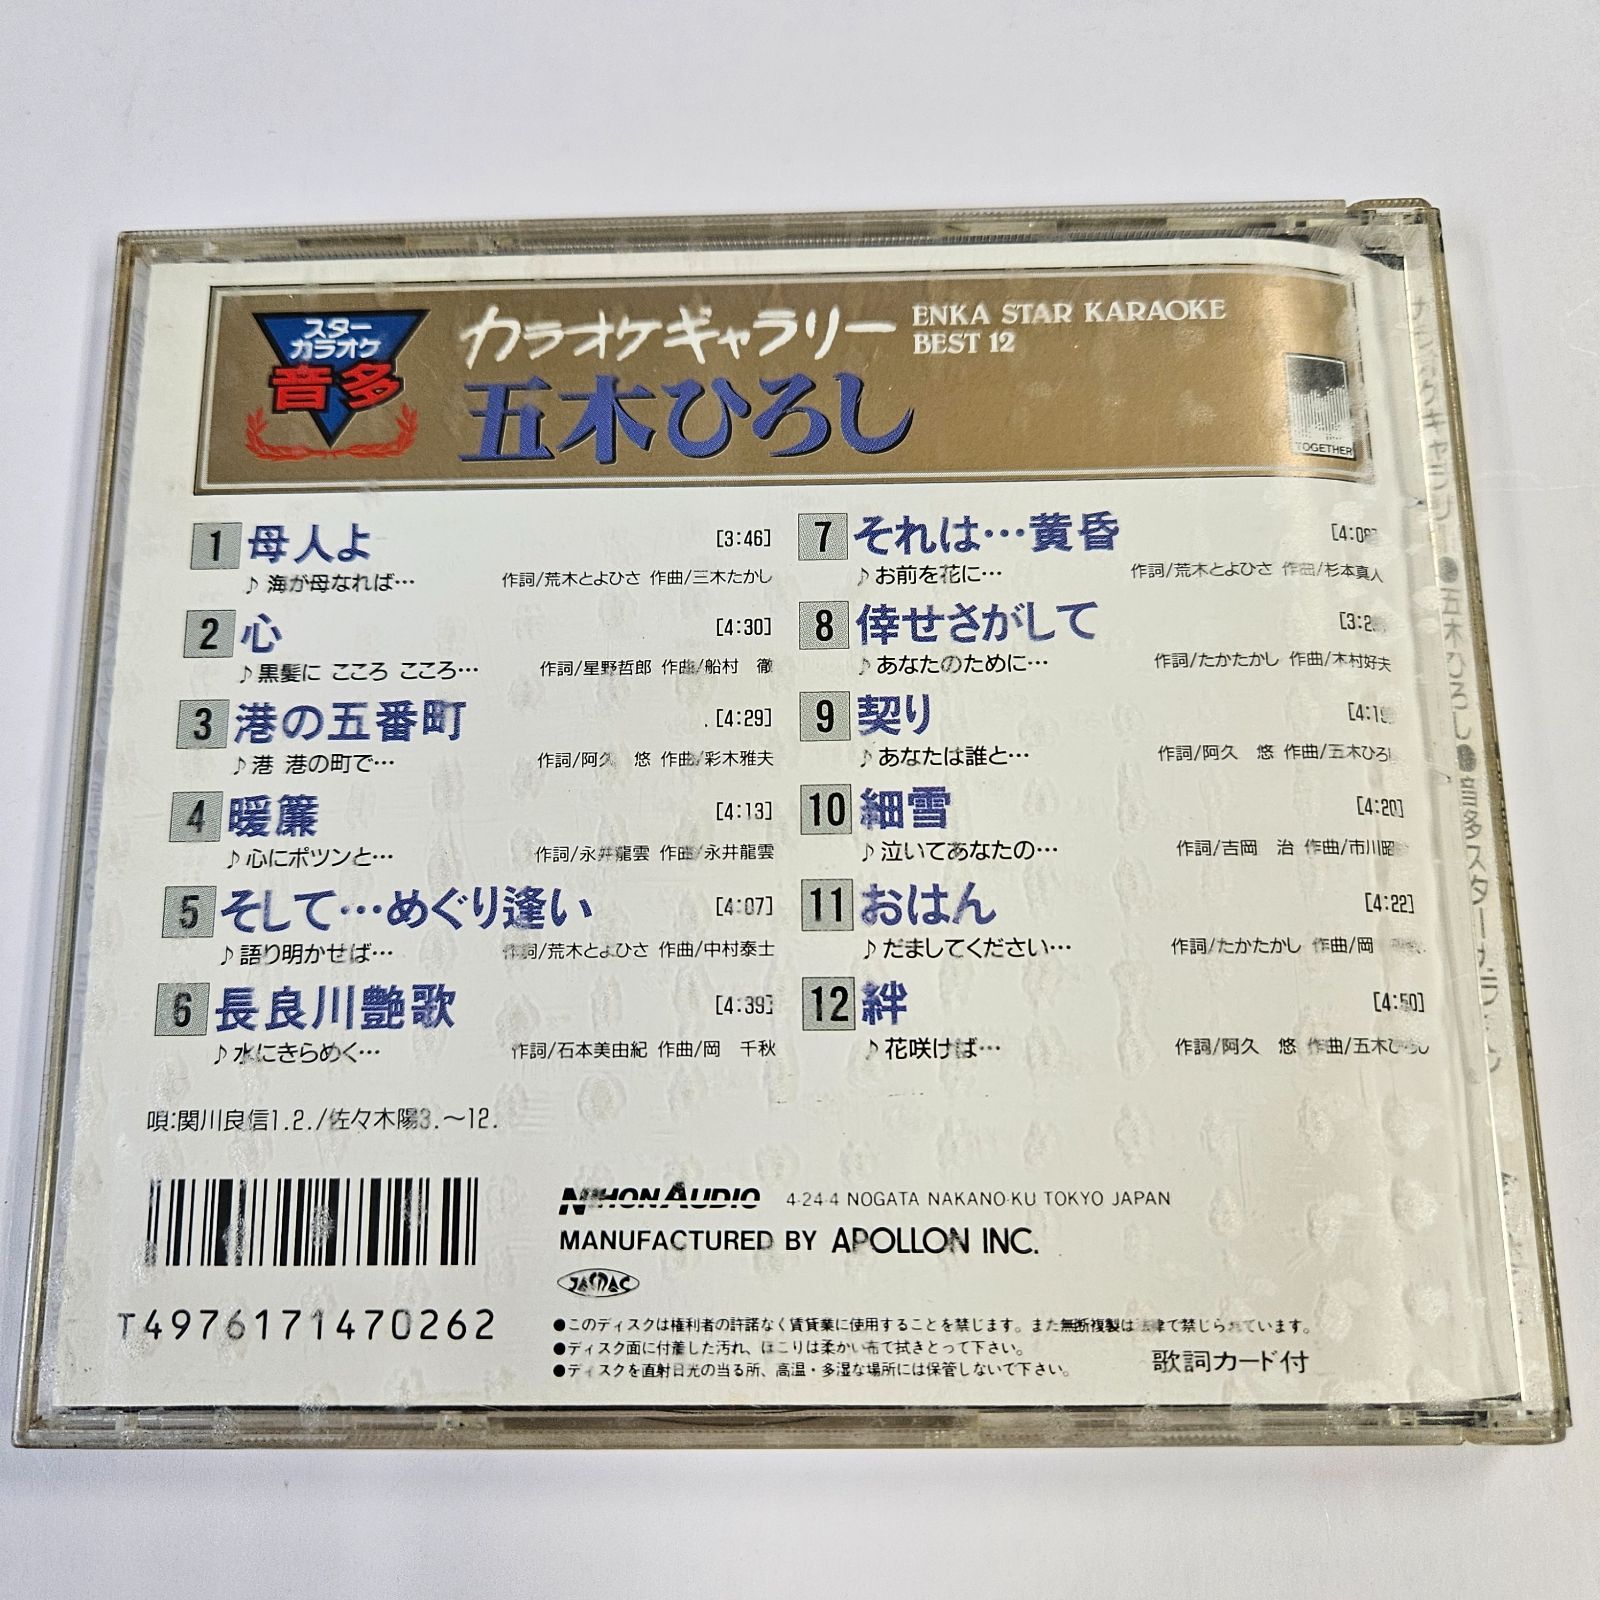 スター
カラオケ
音多
カラオケギャラリー
ENKA STAR KARAOKE
BEST 12
五木ひろし
TOGETHER
1 母人よ [3:46]
♪海が母なれば… 作詞/荒木とよひさ 作曲/三木たかし
2 心 [4:30]
♪黒髪に こころ こころ… 作詞/星野哲郎 作曲/船村 徹
3 港の五番町 [4:29]
♪港 港の町で… 作詞/阿久 悠 作曲/彩木雅夫
4 暖簾 [4:13]
♪心にポツンと… 作詞/永井龍雲 作曲/永井龍雲
5 そして…めぐり逢い [4:07]
♪語り明かせば… 作詞/荒木とよひさ 作曲/中村泰士
6 長良川艶歌 [4:39]
♪水にきらめく… 作詞/石本美由紀 作曲/岡 千秋
7 それは…黄昏
♪お前を花に… 作詞/荒木とよひさ 作曲/杉本真人
8 倖せさがして
♪あなたのために… 作詞/たかたかし 作曲/木村好夫
9 契り
♪あなたは誰と… 作詞/阿久 悠 作曲/五木ひろし
10 細雪 [4:20]
♪泣いてあなたの… 作詞/吉岡 治 作曲/市川昭
11 おはん [4:22]
♪だましてください… 作詞/たかたかし 作曲/岡
12 絆 [4:50]
♪花咲けば… 作詞/阿久 悠 作曲/五木ひろし
唄:関川良信1.2./佐々木陽3.〜12.
T4976171470262
NIHON AUDIO 4-24-4 NOGATA NAKANO-KU TOKYO JAPAN
MANUFACTURED BY APOLLON INC.
JASRAC
●このディスクは権利者の許諾なく賃貸業に使用することを禁じます。また無断複製は法律で禁じられています。
●ディスク面に付着した汚れ、ほこりは柔かい布で拭きとって下さい。
●ディスクを直射日光の当る所、高温・多湿な場所には保管しないで下さい。
歌詞カード付
カラオケギャラリー●五木ひろし●音多スターカラオケ